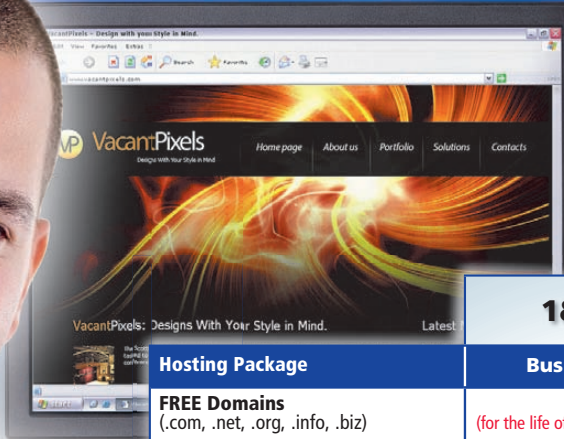 VacantPixels - Design with your Style in Mind.
View Favorites Extras
Search Favorites
www.vacantpixels.com
VP VacantPixels
Designs With Your Style in Mind
Home page About us Portfolio Solutions Contacts
VacantPixels: Designs With Your Style in Mind.
Latest
Hosting Package
Bus
FREE Domains
(.com, .net, .org, .info, .biz)
(for the life of